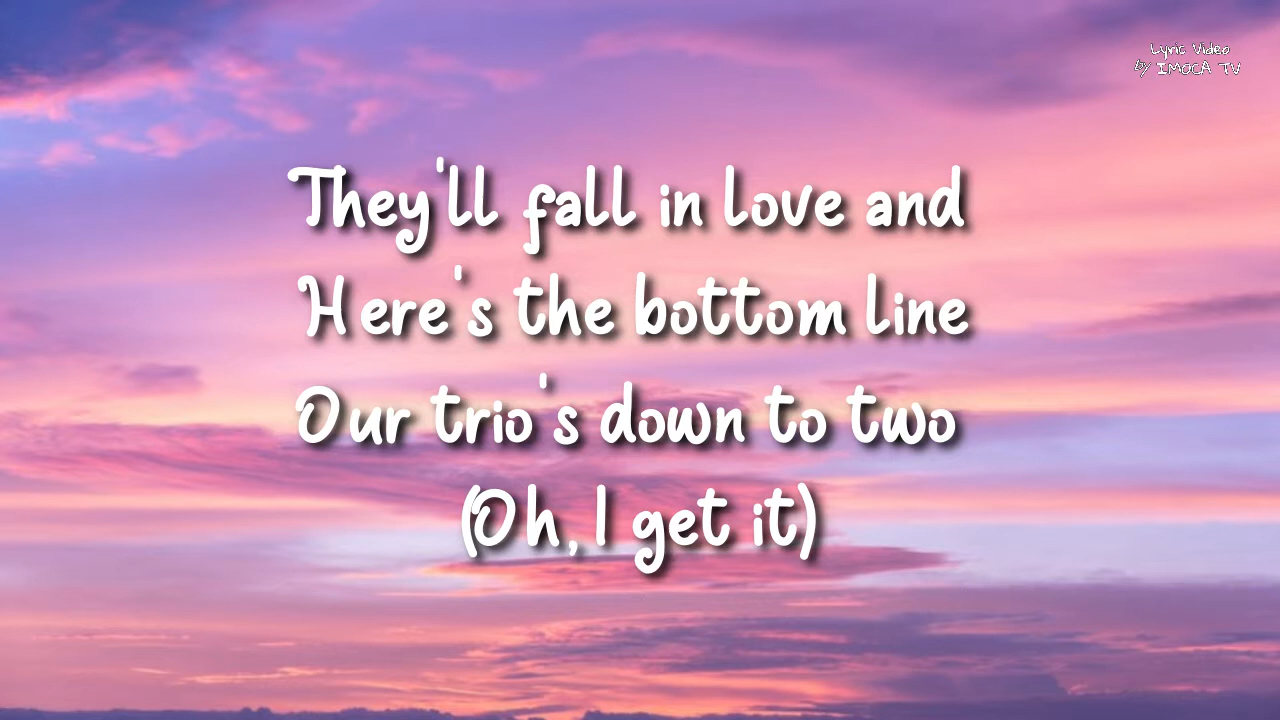 Lyric Video
by IMOCA TV
They'll fall in love and
Here's the bottom line
Our trio's down to two
(Oh, I get it)